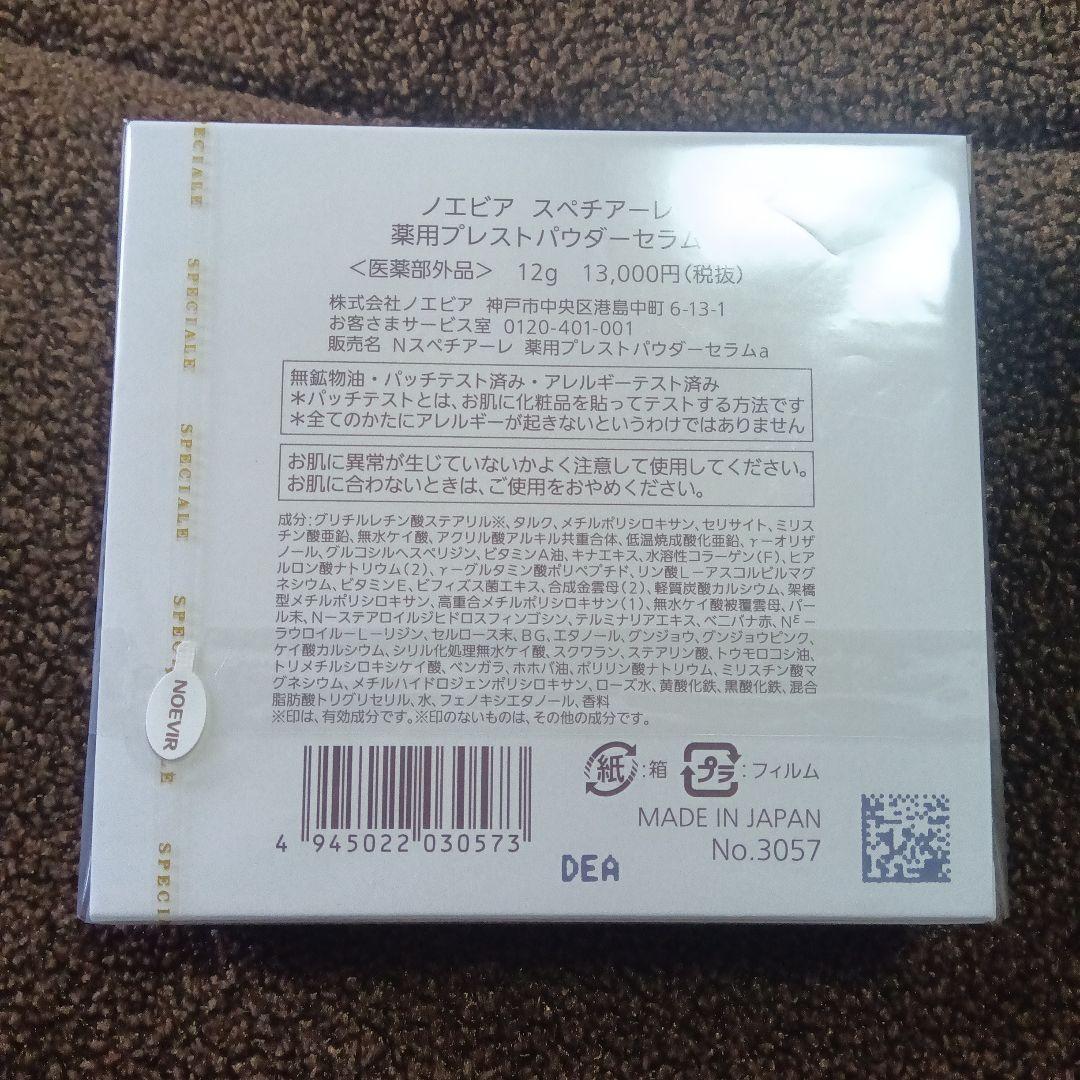 ノエビア スペチアーレ
薬用プレストパウダーセラム
<医薬部外品> 12g 13,000円(税抜)
株式会社ノエビア 神戸市中央区港島中町 6-13-1
お客さまサービス室 0120-401-001
販売名 Nスペチアーレ 薬用プレストパウダーセラムa
無鉱物油・パッチテスト済み・アレルギーテスト済み
＊パッチテストとは、お肌に化粧品を貼ってテストする方法です
＊全てのかたにアレルギーが起きないというわけではありません
お肌に異常が生じていないかよく注意して使用してください。
お肌に合わないときは、ご使用をおやめください。
成分:グリチルレチン酸ステアリル※、タルク、メチルポリシロキサン、セリサイト、ミリス
チン酸亜鉛、無水ケイ酸、アクリル酸アルキル共重合体、低温焼成酸化亜鉛、γーオリザ
ノール、グルコシルヘスペリジン、ビタミンA油、キナエキス、水溶性コラーゲン(F)、ヒア
ルロン酸ナトリウム(2)、γーグルタミン酸ポリペプチド、リン酸Lーアスコルビルマグ
ネシウム、ビタミンE、ビフィズス菌エキス、合成金雲母(2)、軽質炭酸カルシウム、架橋
型メチルポリシロキサン、高重合メチルポリシロキサン(1)、無水ケイ酸被覆雲母、パー
ル末、Nーステアロイルジヒドロスフィンゴシン、テルミナリアエキス、ベニバナ赤、Nεー
ラウロイルーLーリジン、セルロース末、BG、エタノール、グンジョウ、グンジョウピンク、
ケイ酸カルシウム、シリル化処理無水ケイ酸、スクワラン、ステアリン酸、トウモロコシ油、
トリメチルシロキシケイ酸、ベンガラ、ホホバ油、ポリリン酸ナトリウム、ミリスチン酸マ
グネシウム、メチルハイドロジェンポリシロキサン、ローズ水、黄酸化鉄、黒酸化鉄、混合
脂肪酸トリグリセリル、水、フェノキシエタノール、香料
※印は、有効成分です。※印のないものは、その他の成分です。
紙:箱 プラ:フィルム
MADE IN JAPAN
No.3057
4 945022 030573
DEA
ECIALE
SPECIALE
SPECIALE
SPECIA
NOEVIR
LE
SPECI